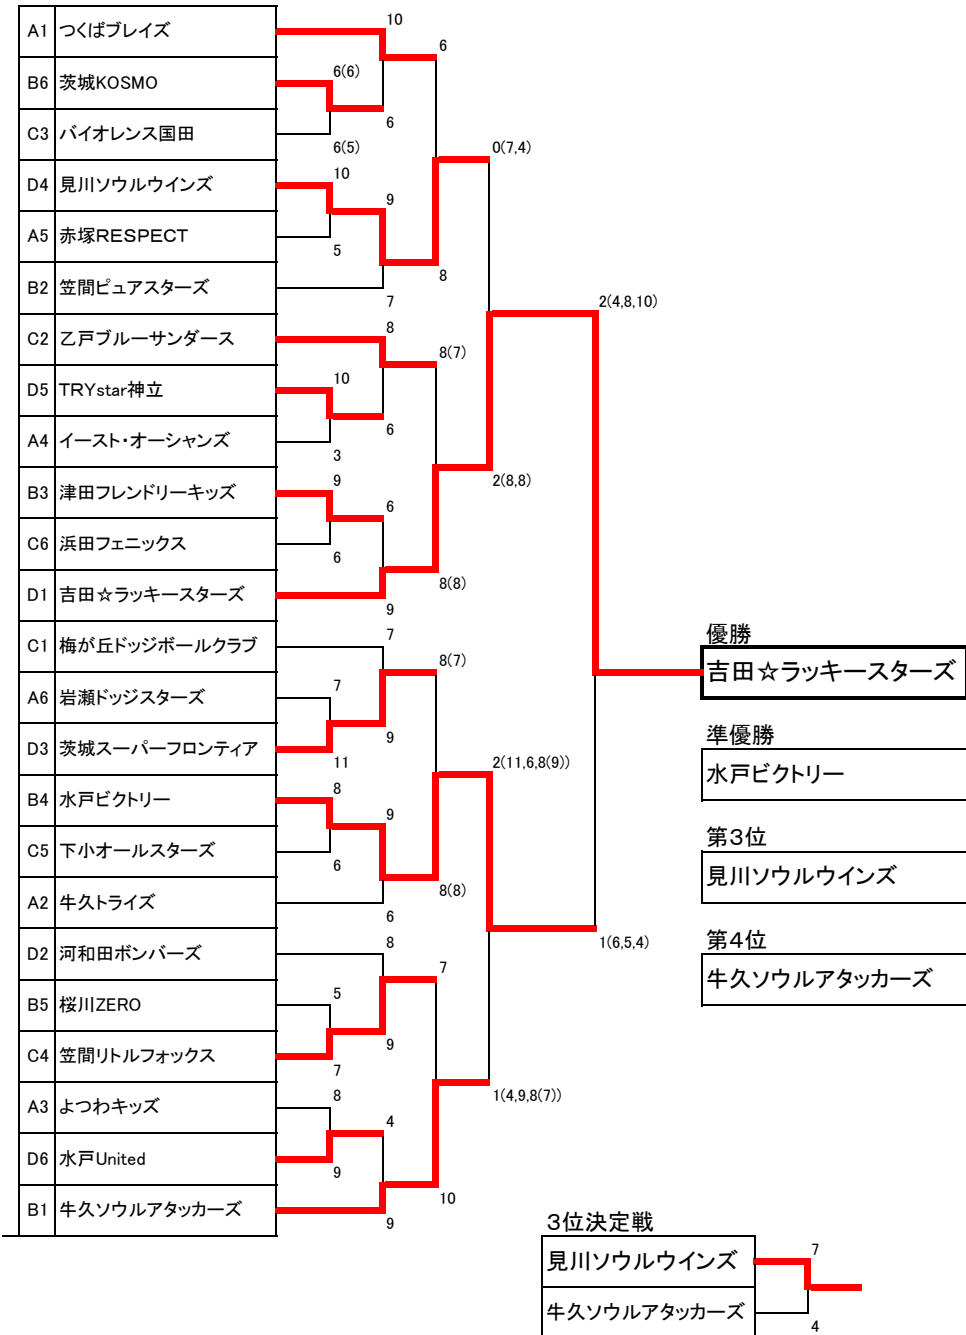 A1 つくばブレイズ
B6 茨城KOSMO
C3 バイオレンス国田
D4 見川ソウルウインズ
A5 赤塚RESPECT
B2 笠間ピュアスターズ
C2 乙戸ブルーサンダース
D5 TRYstar神立
A4 イースト・オーシャンズ
B3 津田フレンドリーキッズ
C6 浜田フェニックス
D1 吉田☆ラッキースターズ
C1 梅が丘ドッジボールクラブ
A6 岩瀬ドッジスターズ
D3 茨城スーパーフロンティア
B4 水戸ビクトリー
C5 下小オールスターズ
A2 牛久トライズ
D2 河和田ボンバーズ
B5 桜川ZERO
C4 笠間リトルフォックス
A3 よつわキッズ
D6 水戸United
B1 牛久ソウルアタッカーズ
6(6)
6(5)
10
5
10
3
9
6
7
11
8
6
5
7
8
9
10
6
9
7
8
6
6
9
7
9
9
6
8
9
4
9
6
8
8(7)
8(8)
8(7)
8(8)
7
10
0(7,4)
2(8,8)
2(11,6,8(9))
1(4,9,8(7))
2(4,8,10)
1(6,5,4)
優勝
吉田☆ラッキースターズ
準優勝
水戸ビクトリー
第3位
見川ソウルウインズ
第4位
牛久ソウルアタッカーズ
3位決定戦
見川ソウルウインズ
7
牛久ソウルアタッカーズ
4